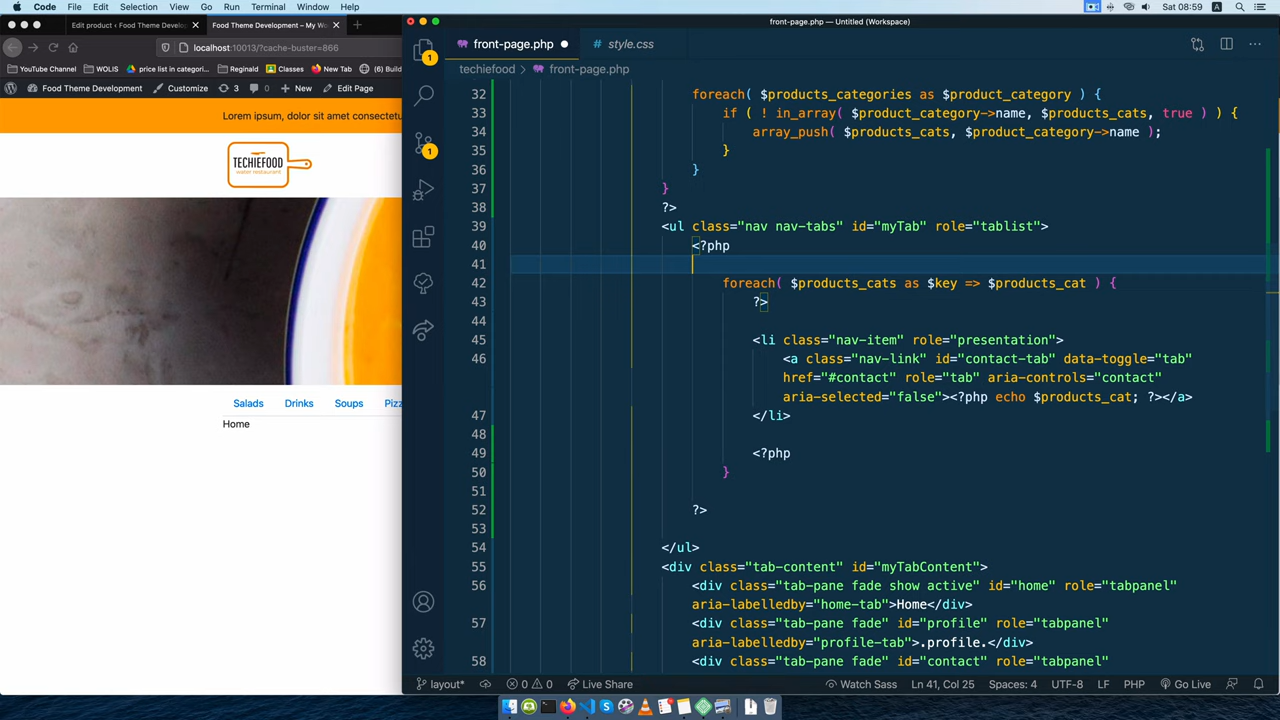 Code File Edit Selection View Go Run Terminal Window Help Sat 08:59 A
Edit product ‹ Food Theme Develop × Food Theme Development – My Wo × +
front-page.php — Untitled (Workspace)
localhost:10013/?cache-buster=866
YouTube Channel WOLIS price list in categori... Reginald Classes New Tab (6) Build
Food Theme Development Customize 3 0 New Edit Page
Lorem ipsum, dolor sit amet consectetu
TECHIEFOOD
water restaurant
Salads Drinks Soups Pizz
Home
front-page.php style.css
techiefood > front-page.php
1
1
32 foreach( $products_categories as $product_category ) {
33 if ( ! in_array( $product_category->name, $products_cats, true ) ) {
34 array_push( $products_cats, $product_category->name );
35 }
36 }
37 }
38 ?>
39 <ul class="nav nav-tabs" id="myTab" role="tablist">
40 <?php
41
42 foreach( $products_cats as $key => $products_cat ) {
43 ?>
44
45 <li class="nav-item" role="presentation">
46 <a class="nav-link" id="contact-tab" data-toggle="tab"
href="#contact" role="tab" aria-controls="contact"
aria-selected="false"><?php echo $products_cat; ?></a>
47 </li>
48
49 <?php
50 }
51
52 ?>
53
54 </ul>
55 <div class="tab-content" id="myTabContent">
56 <div class="tab-pane fade show active" id="home" role="tabpanel"
aria-labelledby="home-tab">Home</div>
57 <div class="tab-pane fade" id="profile" role="tabpanel"
aria-labelledby="profile-tab">.profile.</div>
58 <div class="tab-pane fade" id="contact" role="tabpanel"
layout* 0 0 Live Share Watch Sass Ln 41, Col 25 Spaces: 4 UTF-8 LF PHP Go Live